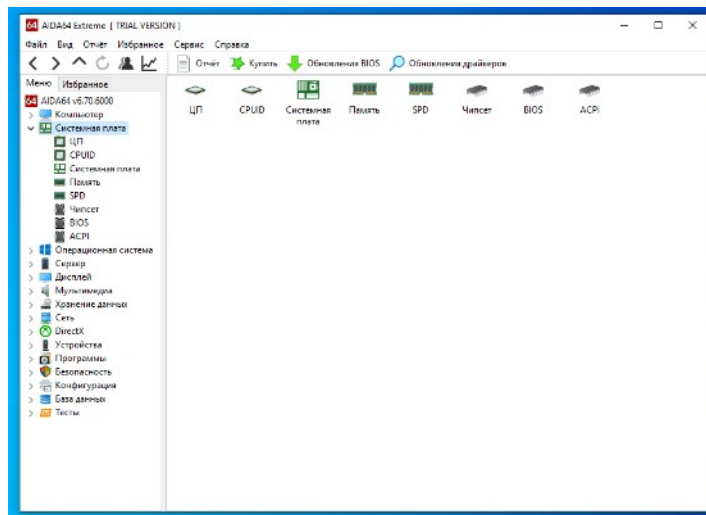 64 AIDA64 Extreme [ TRIAL VERSION ]
Файл Вид Отчёт Избранное Сервис Справка
Отчёт Купить Обновления BIOS Обновления драйверов
Меню Избранное
64 AIDA64 v6.70.6000
Компьютер
Системная плата
ЦП
CPUID
Системная плата
Память
SPD
Чипсет
BIOS
ACPI
Операционная система
Сервер
Дисплей
Мультимедиа
Хранение данных
Сеть
DirectX
Устройства
Программы
Безопасность
Конфигурация
База данных
Тесты
ЦП CPUID Системная плата Память SPD Чипсет BIOS ACPI